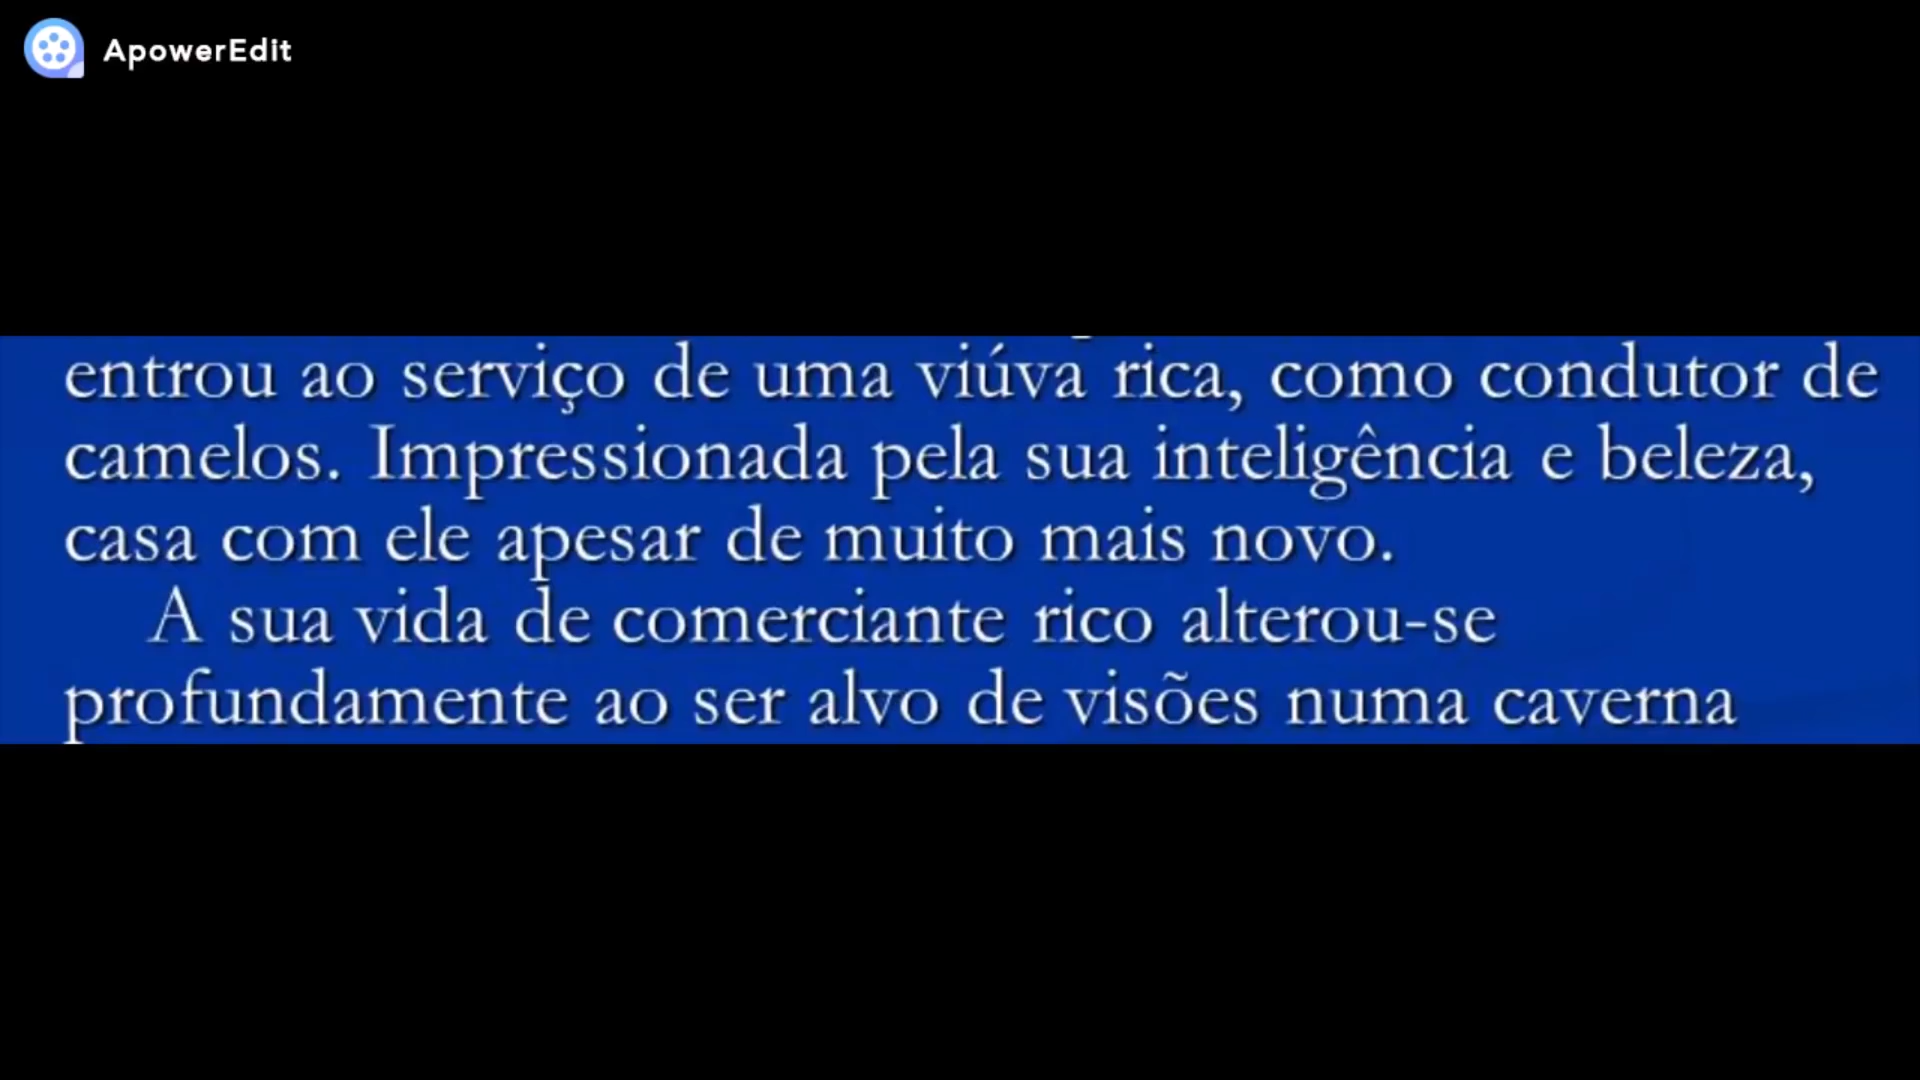 ApowerEdit
entrou ao serviço de uma viúva rica, como condutor de
camelos. Impressionada pela sua inteligência e beleza,
casa com ele apesar de muito mais novo.
A sua vida de comerciante rico alterou-se
profundamente ao ser alvo de visões numa caverna